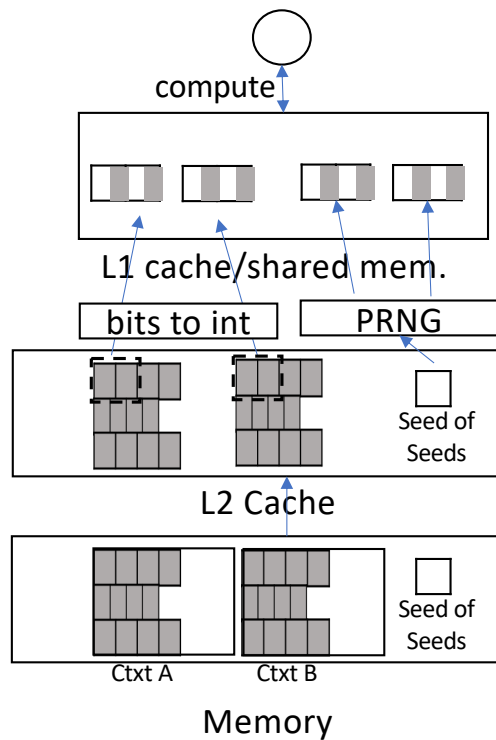 compute
L1 cache/shared mem.
bits to int
PRNG
Seed of
Seeds
L2 Cache
Seed of
Seeds
Ctxt A
Ctxt B
Memory